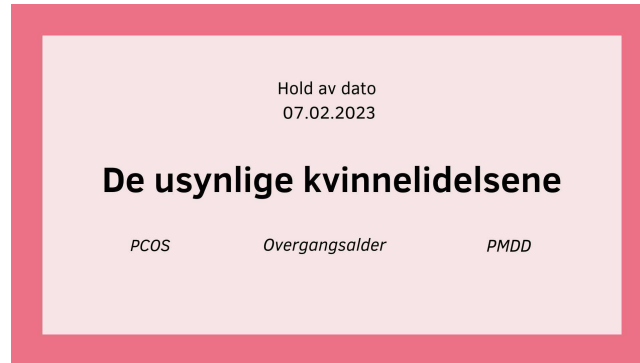 Hold av dato
07.02.2023
De usynlige kvinnelidelsene
PCOS Overgangsalder PMDD